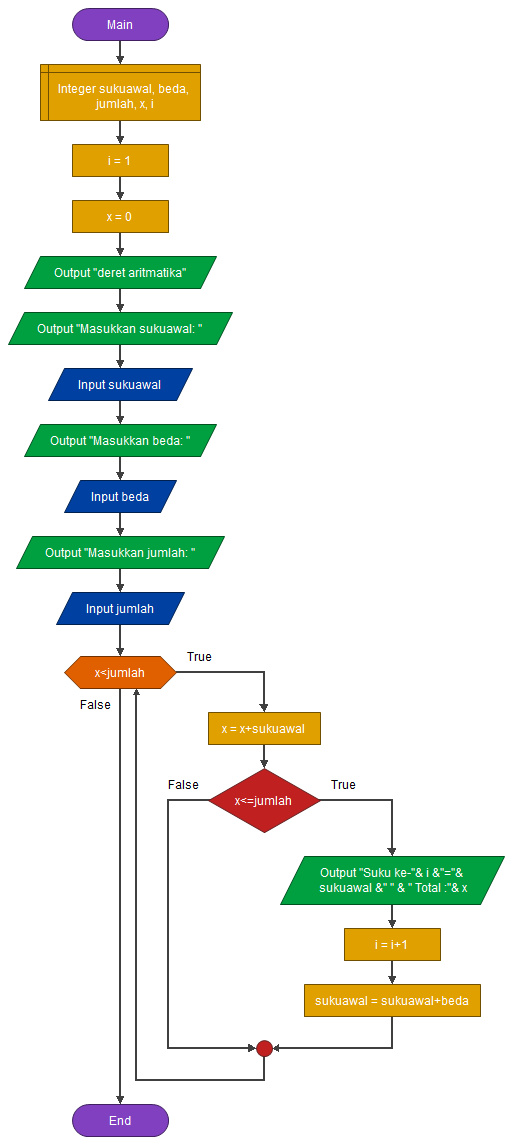 Main
Integer sukuawal, beda,
jumlah, x, i
i = 1
x = 0
Output "deret aritmatika"
Output "Masukkan sukuawal: "
Input sukuawal
Output "Masukkan beda: "
Input beda
Output "Masukkan jumlah: "
Input jumlah
x<jumlah
True
False
x = x+sukuawal
x<=jumlah
False
True
Output "Suku ke-"& i &"="&
sukuawal &" " & " Total :"& x
i = i+1
sukuawal = sukuawal+beda
End